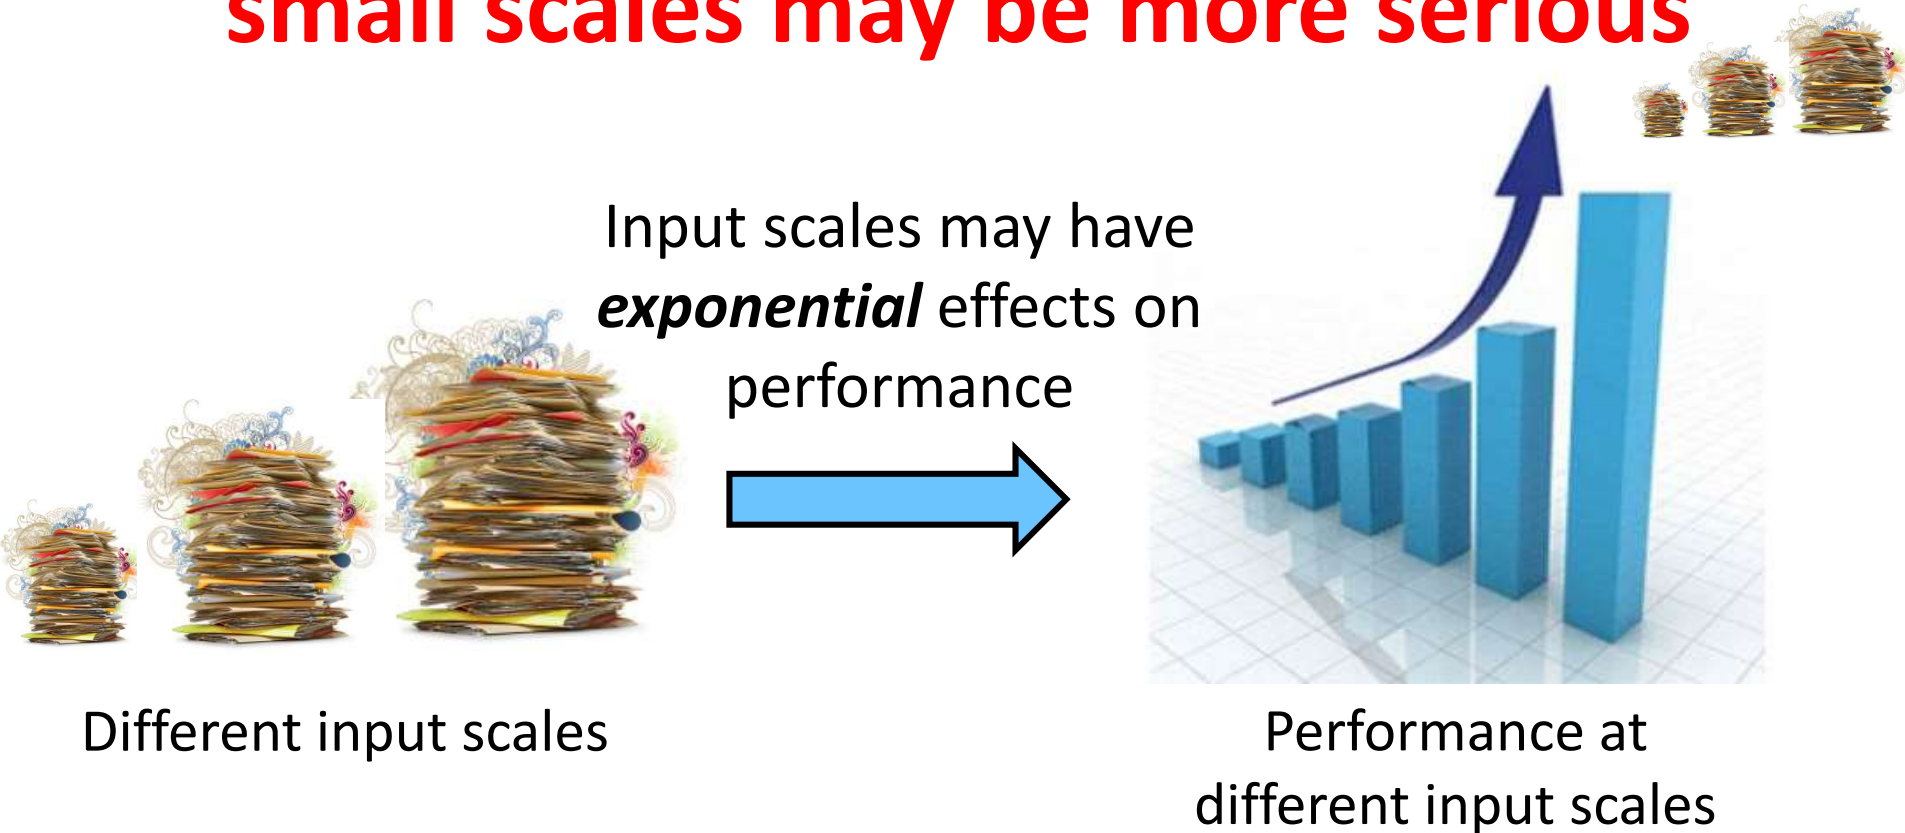 small scales may be more serious
Input scales may have
exponential effects on
performance
Different input scales
Performance at
different input scales